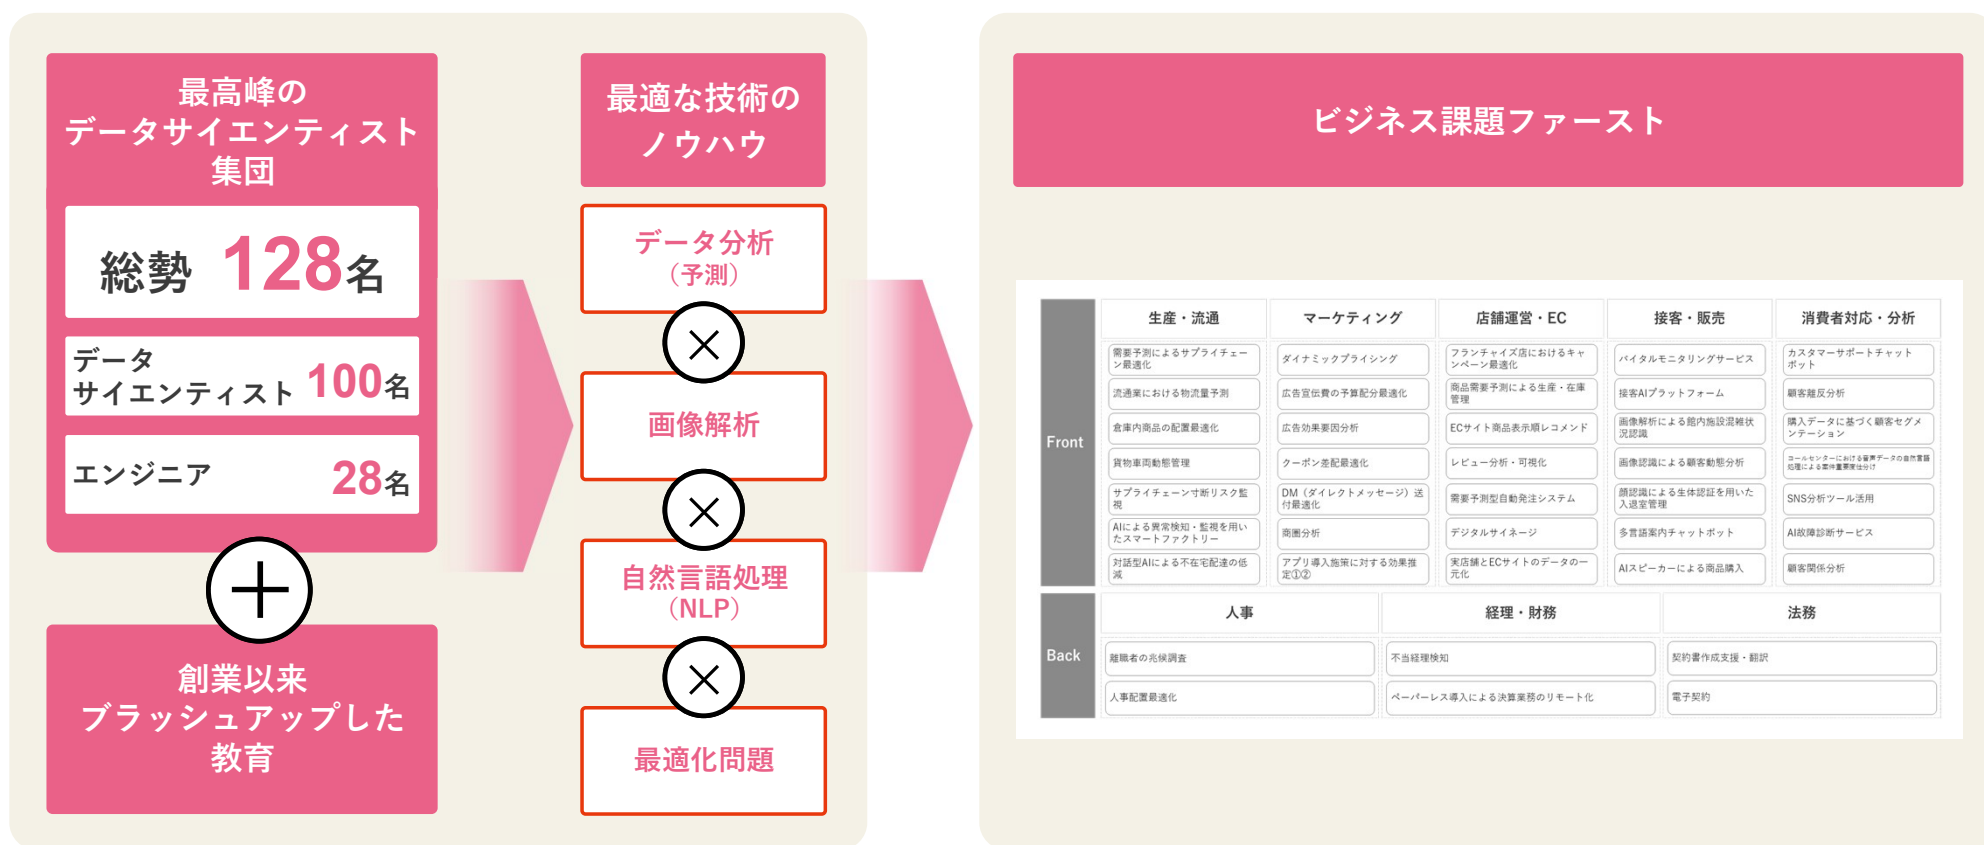 最高峰の
データサイエンティスト
集団
総勢 128名
データ
サイエンティスト 100名
エンジニア 28名
創業以来
ブラッシュアップした
教育
最適な技術の
ノウハウ
データ分析
（予測）
画像解析
自然言語処理
（NLP）
最適化問題
ビジネス課題ファースト
Front
生産・流通
需要予測によるサプライチェー
ン最適化
流通業における物流量予測
倉庫内商品の配置最適化
貨物車両動態管理
サプライチェーン寸断リスク監
視
AIによる異常検知・監視を用い
たスマートファクトリー
対話型AIによる不在宅配達の低
減
マーケティング
ダイナミックプライシング
広告宣伝費の予算配分最適化
広告効果要因分析
クーポン差配最適化
DM（ダイレクトメッセージ）送
付最適化
商圏分析
アプリ導入施策に対する効果推
定①②
店舗運営・EC
フランチャイズ店におけるキャ
ンペーン最適化
商品需要予測による生産・在庫
管理
ECサイト商品表示順レコメンド
レビュー分析・可視化
需要予測型自動発注システム
デジタルサイネージ
実店舗とECサイトのデータの一
元化
接客・販売
バイタルモニタリングサービス
接客AIプラットフォーム
画像解析による館内施設混雑状
況認識
画像認識による顧客動態分析
顔認識による生体認証を用いた
入退室管理
多言語案内チャットボット
AIスピーカーによる商品購入
消費者対応・分析
カスタマーサポートチャット
ボット
顧客離反分析
購入データに基づく顧客セグメ
ンテーション
コールセンターにおける音声データの自然言語
処理による案件重要度仕分け
SNS分析ツール活用
AI故障診断サービス
顧客関係分析
Back
人事
離職者の兆候調査
人事配置最適化
経理・財務
不当経理検知
ペーパーレス導入による決算業務のリモート化
法務
契約書作成支援・翻訳
電子契約